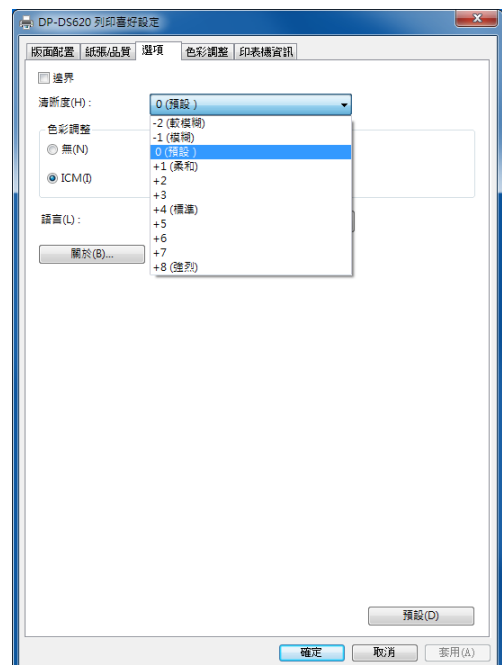 DP-DS620 列印喜好設定
版面配置 紙張/品質 選項 色彩調整 印表機資訊
邊界
清晰度(H): 0 (預設)
-2 (較模糊)
-1 (模糊)
0 (預設)
+1 (柔和)
+2
+3
+4 (標準)
+5
+6
+7
+8 (強烈)
色彩調整
無(N)
ICM(I)
語言(L):
關於(B)...
預設(D)
確定 取消 套用(A)